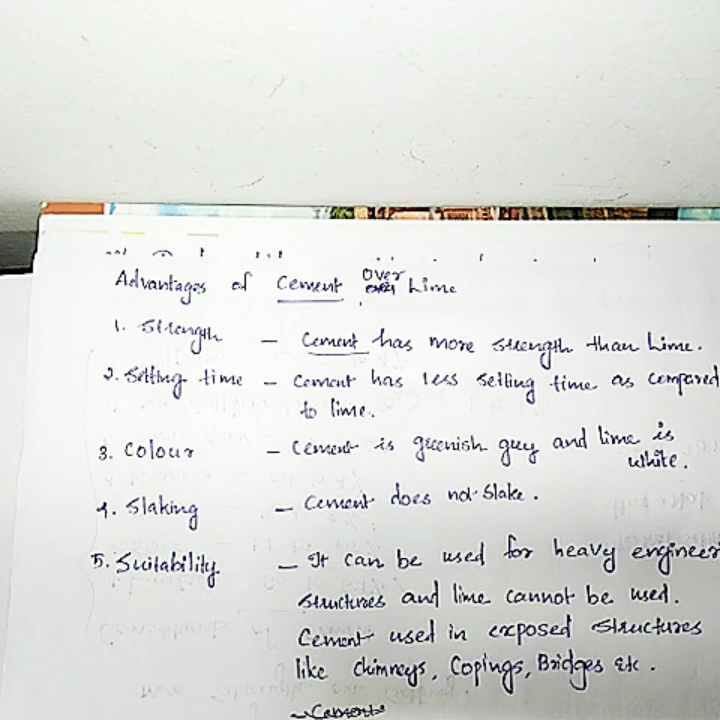 Advantages of Cement Over Lime
1. Strength - Cement has more strength than Lime.
2. Setting time - Cement has less setting time as compared
to lime.
3. Colour - Cement is greenish grey and lime is
white.
4. Slaking - Cement does not slake.
5. Suitability - It can be used for heavy engineer
structures and lime cannot be used.
Cement used in exposed structures
like chimneys, Copings, Bridges etc.
- Cement